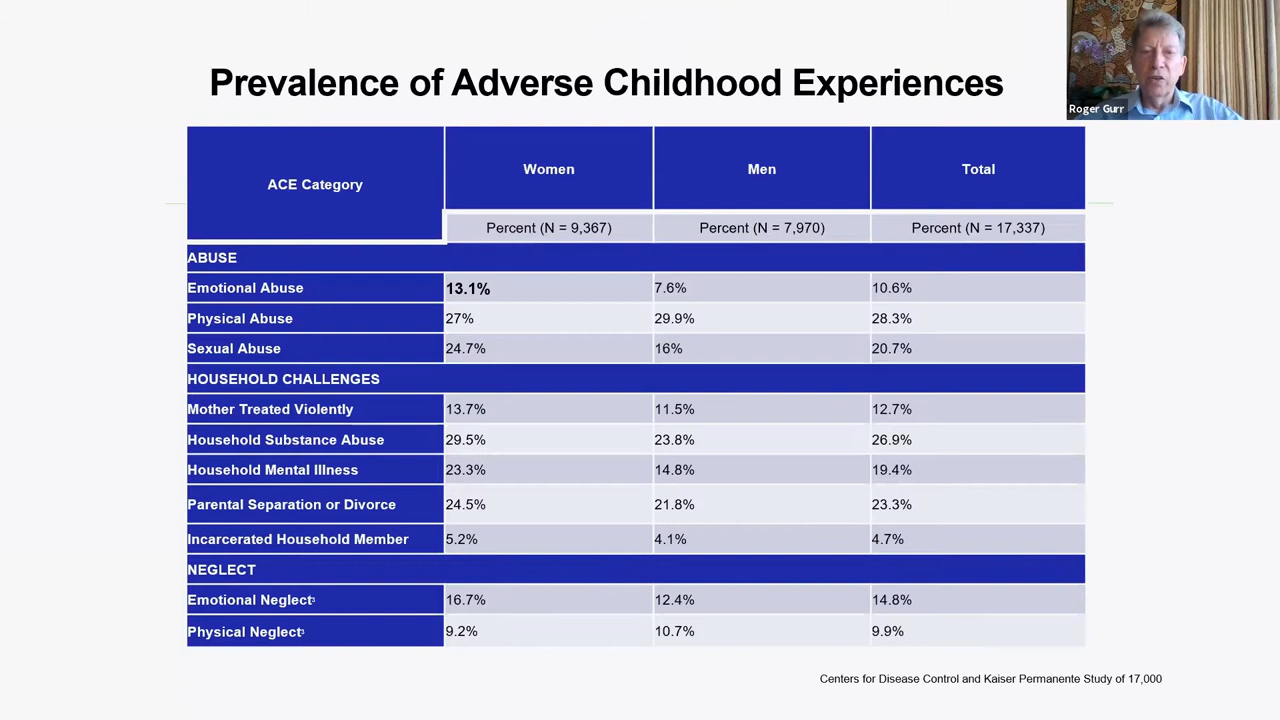 Prevalence of Adverse Childhood Experiences
Roger Gurr
ACE Category Women Men Total
Percent (N = 9,367) Percent (N = 7,970) Percent (N = 17,337)
ABUSE
Emotional Abuse 13.1% 7.6% 10.6%
Physical Abuse 27% 29.9% 28.3%
Sexual Abuse 24.7% 16% 20.7%
HOUSEHOLD CHALLENGES
Mother Treated Violently 13.7% 11.5% 12.7%
Household Substance Abuse 29.5% 23.8% 26.9%
Household Mental Illness 23.3% 14.8% 19.4%
Parental Separation or Divorce 24.5% 21.8% 23.3%
Incarcerated Household Member 5.2% 4.1% 4.7%
NEGLECT
Emotional Neglect³ 16.7% 12.4% 14.8%
Physical Neglect³ 9.2% 10.7% 9.9%
Centers for Disease Control and Kaiser Permanente Study of 17,000